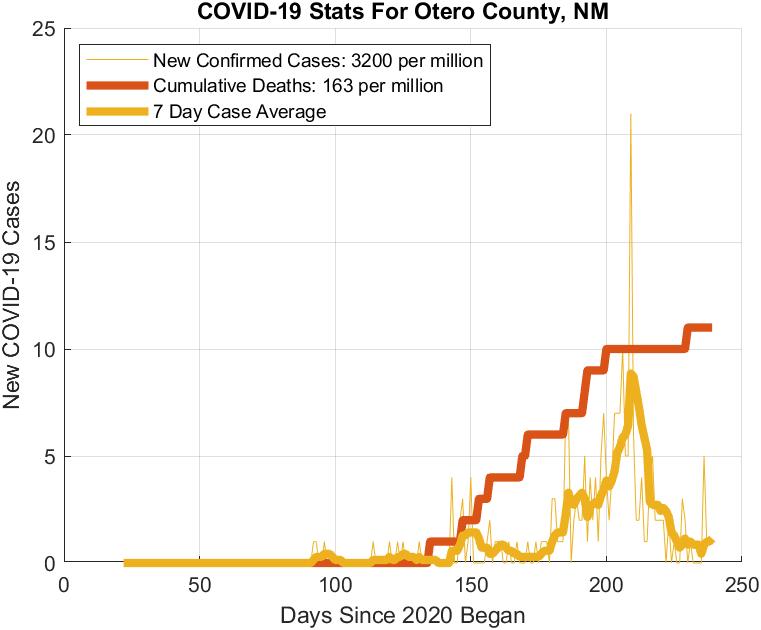 COVID-19 Stats For Otero County, NM
New Confirmed Cases: 3200 per million
Cumulative Deaths: 163 per million
7 Day Case Average
New COVID-19 Cases
25
20
15
10
5
0
0 50 100 150 200 250
Days Since 2020 Began